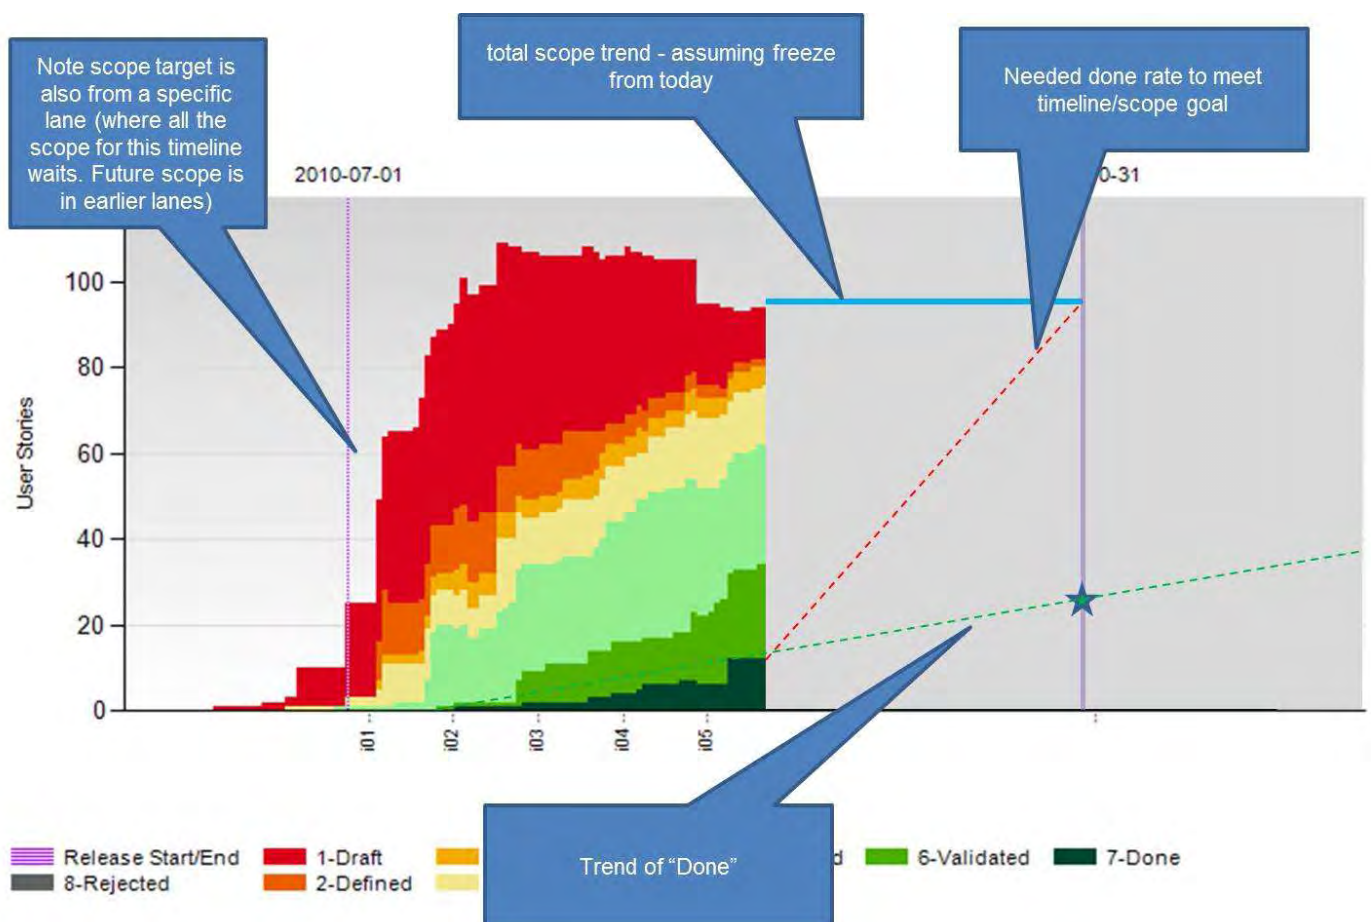 Note scope target is
also from a specific
lane (where all the
scope for this timeline
waits. Future scope is
in earlier lanes)
total scope trend - assuming freeze
from today
Needed done rate to meet
timeline/scope goal
2010-07-01
0-31
100
80
60
40
20
0
User Stories
i01
i02
i03
i04
i05
Trend of “Done”
Release Start/End
1-Draft
d
6-Validated
7-Done
8-Rejected
2-Defined